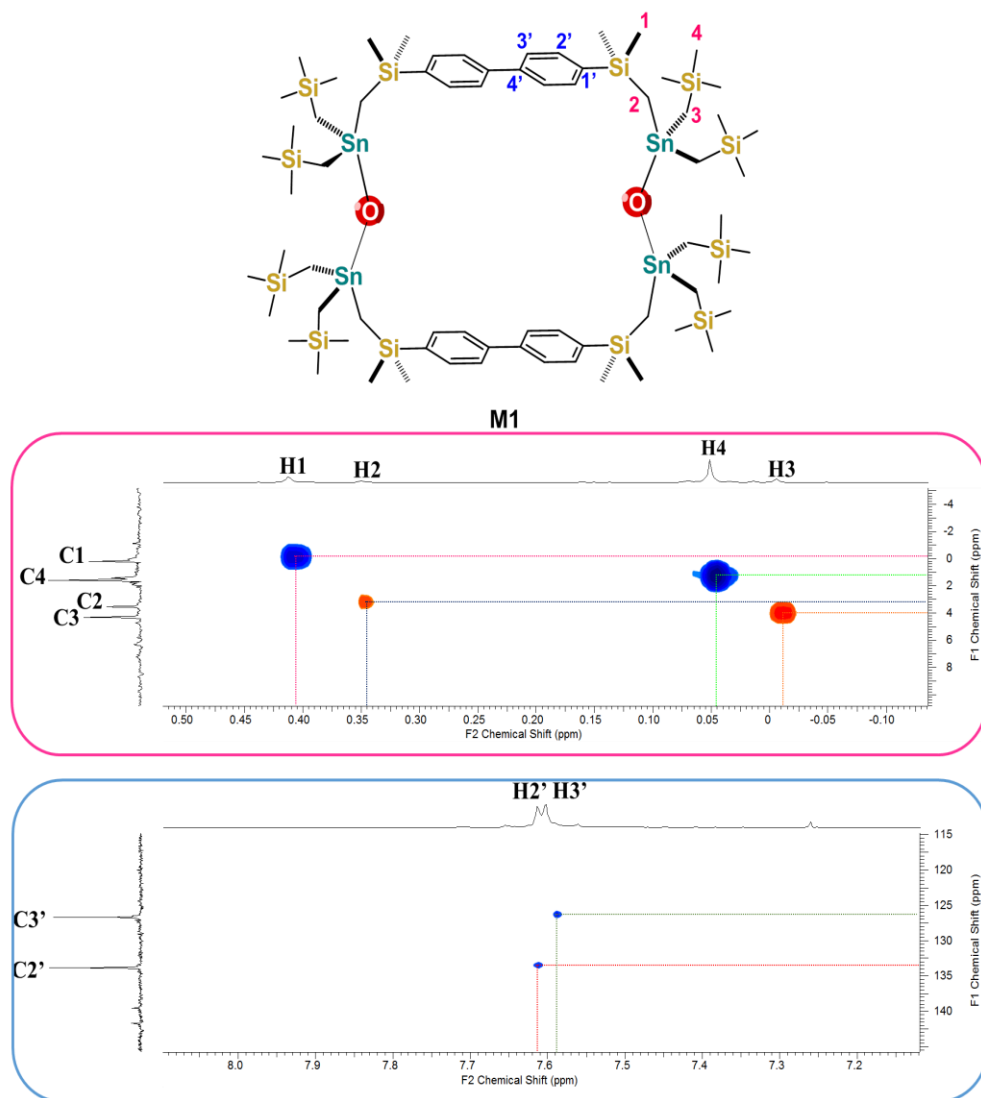 1 4
3' 2'
Si Si
4' 1'
Si Si
2
3
Sn Sn
Si Si
O O
Si Sn Sn Si
Si Si
Si Si
M1
H1 H2 H4 H3
C1
C4
C2
C3
-4
-2
0
2
4
6
8
F1 Chemical Shift (ppm)
0.50 0.45 0.40 0.35 0.30 0.25 0.20 0.15 0.10 0.05 0 -0.05 -0.10
F2 Chemical Shift (ppm)
H2’ H3’
C3’
C2’
115
120
125
130
135
140
F1 Chemical Shift (ppm)
8.0 7.9 7.8 7.7 7.6 7.5 7.4 7.3 7.2
F2 Chemical Shift (ppm)